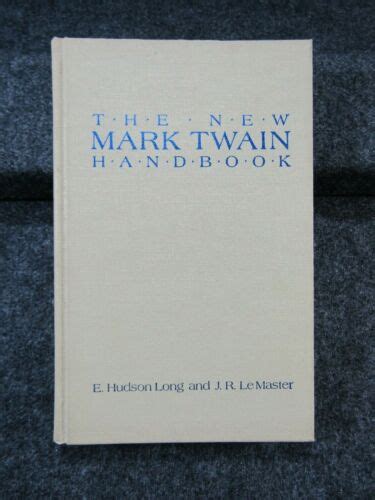 T·H·E · N·E·W
MARK TWAIN
H·A·N·D·B·O·O·K
E. Hudson Long and J. R. LeMaster